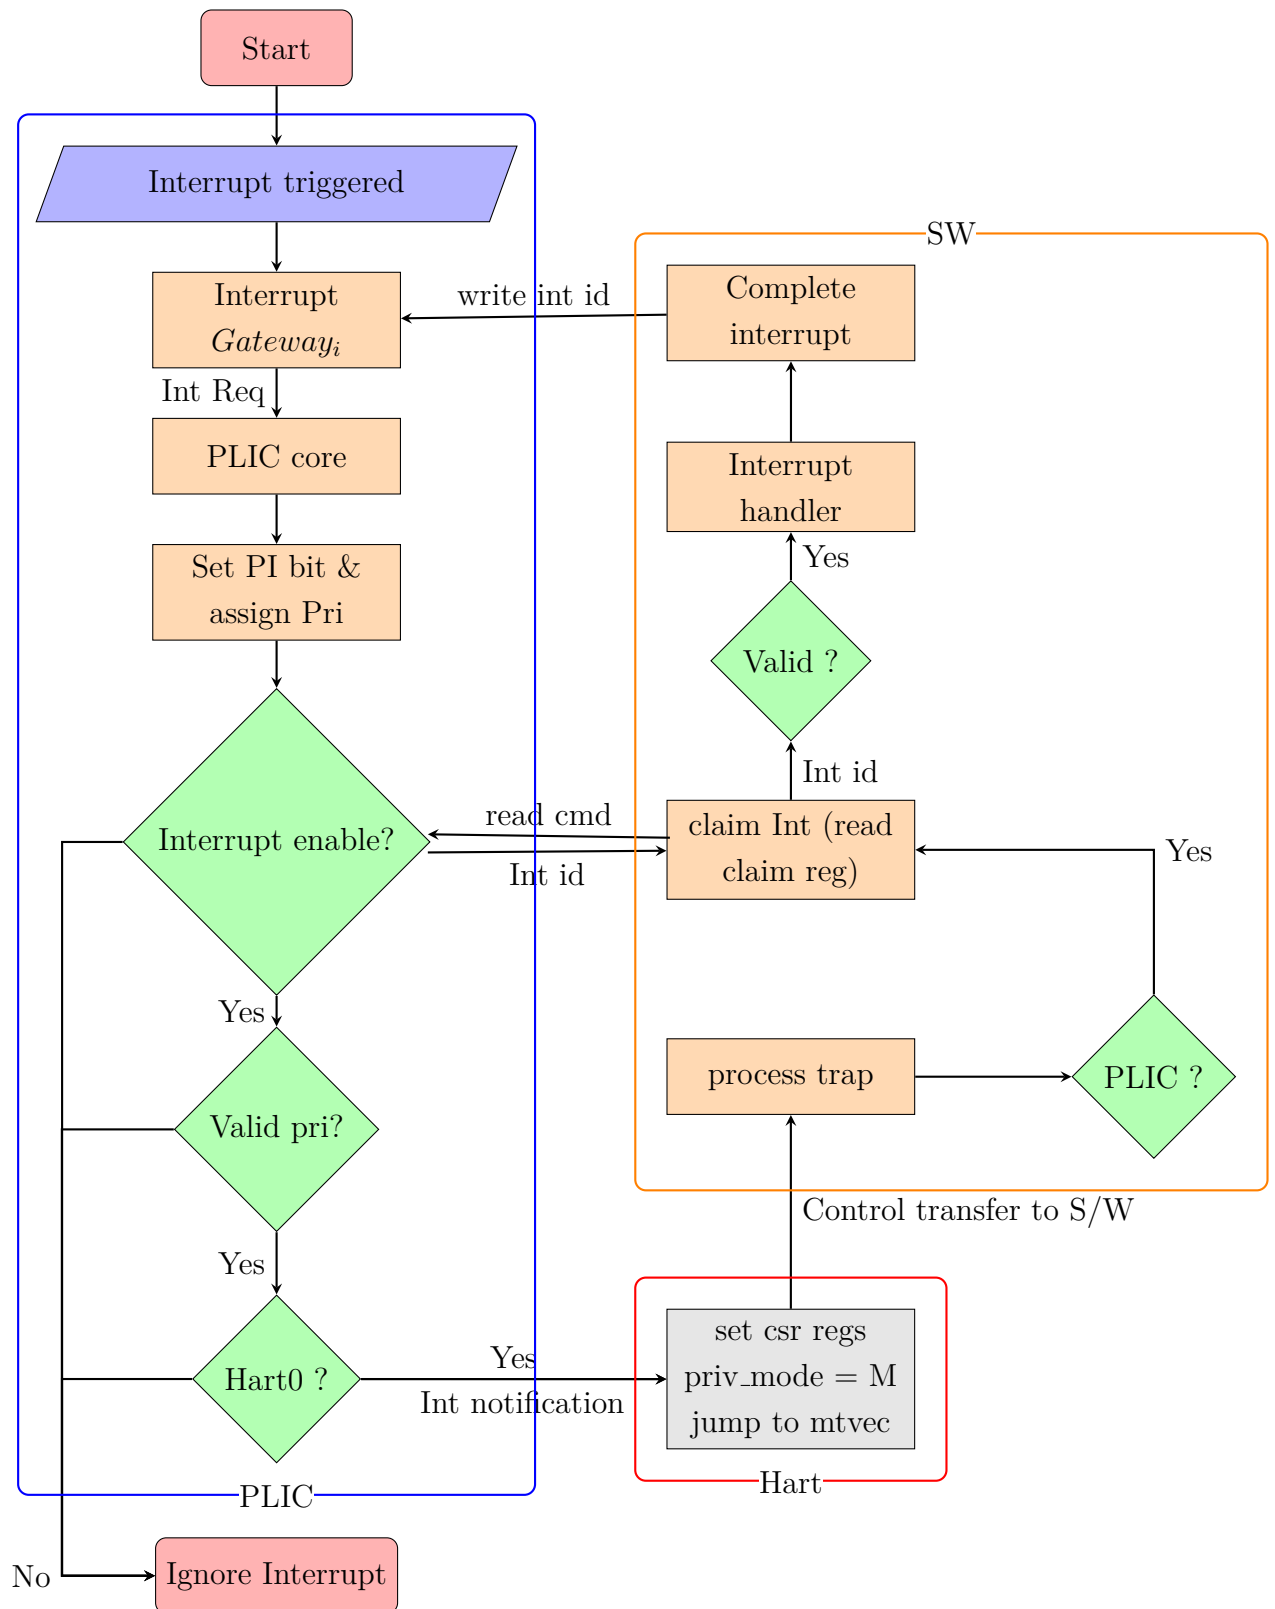 Start
Interrupt triggered
SW
Interrupt
Gateway_i
write int id
Complete
interrupt
Int Req
PLIC core
Interrupt
handler
Set PI bit &
assign Pri
Yes
Valid ?
Int id
Interrupt enable?
read cmd
Int id
claim Int (read
claim reg)
Yes
Yes
Valid pri?
process trap
PLIC ?
Control transfer to S/W
Yes
Hart0 ?
Yes
Int notification
set csr regs
priv_mode = M
jump to mtvec
Hart
PLIC
No
Ignore Interrupt